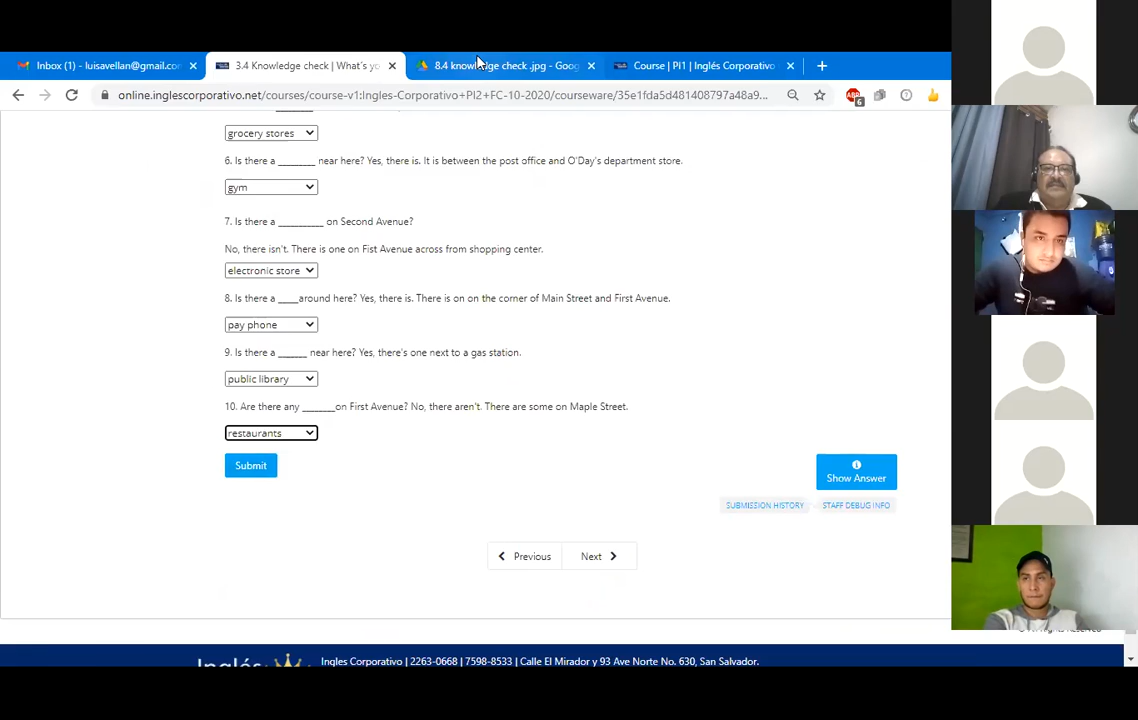 Inbox (1) - luisavellan@gmail.co
3.4 Knowledge check | What's yo
8.4 knowledge check .jpg - Goog
Course | PI1 | Inglés Corporativo
online.inglescorporativo.net/courses/course-v1:Ingles-Corporativo+PI2+FC-10-2020/courseware/35e1fda5d481408797a48a9...
ABP
6
grocery stores
6. Is there a ________ near here? Yes, there is. It is between the post office and O'Day's department store.
gym
7. Is there a __________ on Second Avenue?
No, there isn't. There is one on Fist Avenue across from shopping center.
electronic store
8. Is there a ____around here? Yes, there is. There is on on the corner of Main Street and First Avenue.
pay phone
9. Is there a ______ near here? Yes, there's one next to a gas station.
public library
10. Are there any _______on First Avenue? No, there aren't. There are some on Maple Street.
restaurants
Submit
Show Answer
SUBMISSION HISTORY
STAFF DEBUG INFO
Previous
Next
Inglés
Ingles Corporativo | 2263-0668 | 7598-8533 | Calle El Mirador y 93 Ave Norte No. 630, San Salvador.